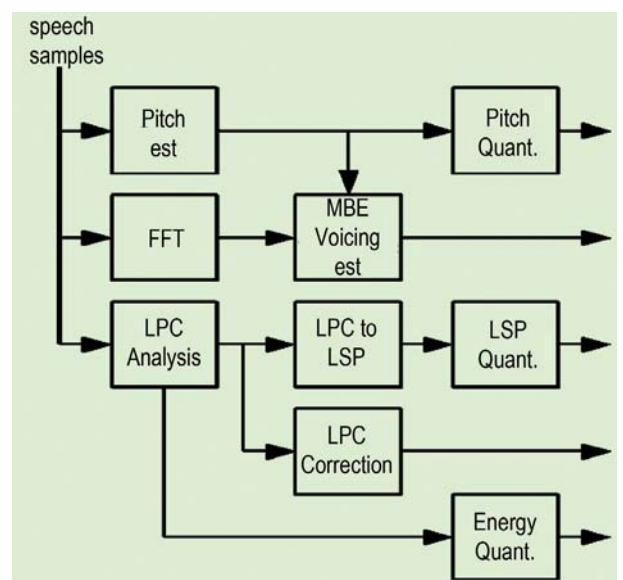 speech
samples
Pitch
est
Pitch
Quant.
FFT
MBE
Voicing
est
LPC
Analysis
LPC to
LSP
LSP
Quant.
LPC
Correction
Energy
Quant.